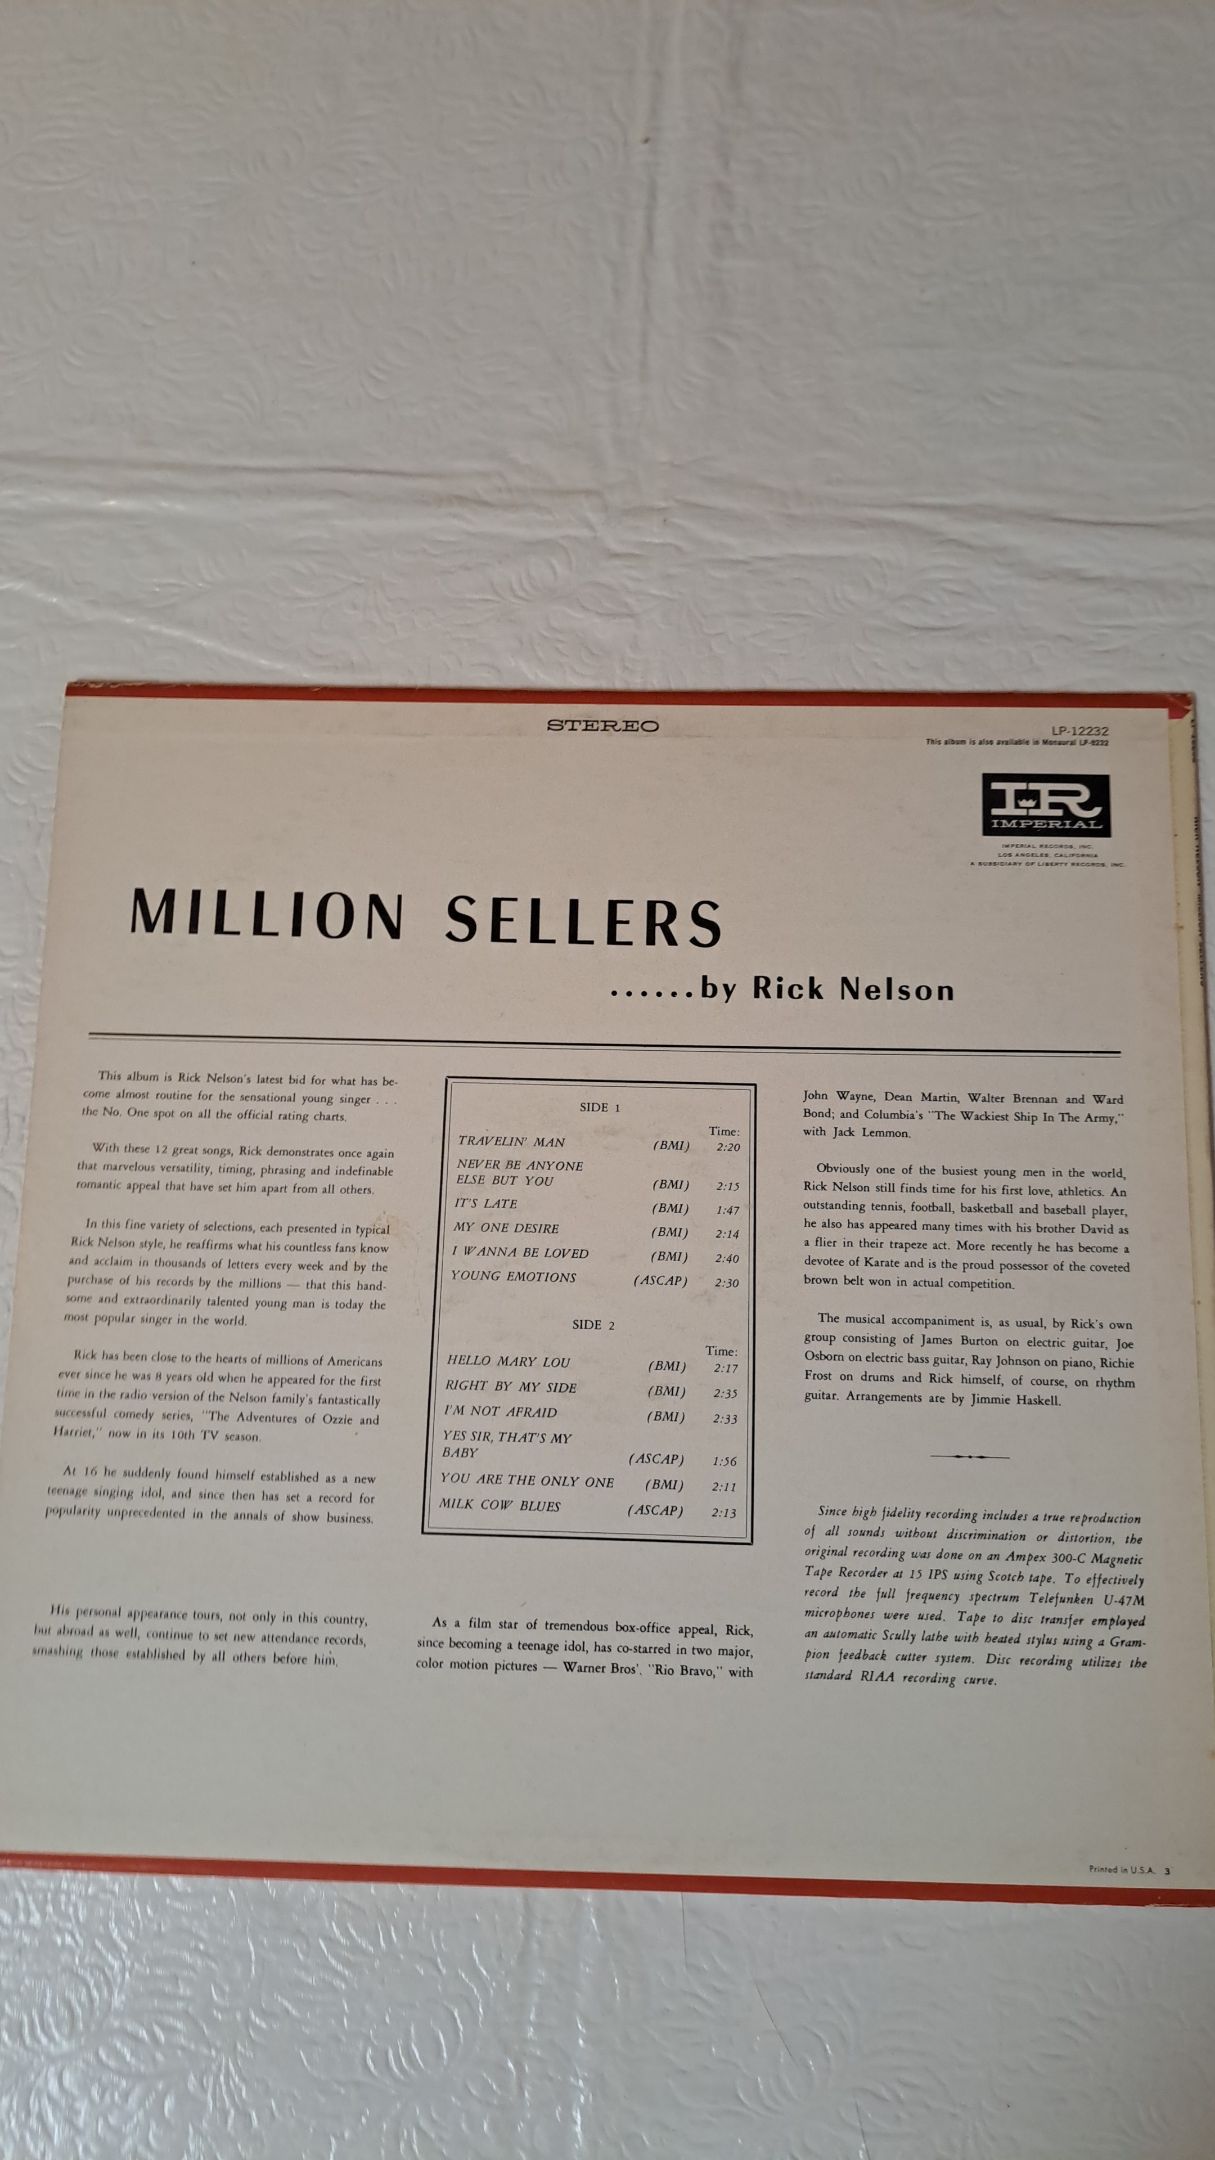 STEREO
LP-12232
This album is also available in Monaural LP-9232
IR
IMPERIAL
IMPERIAL RECORDS, INC.
LOS ANGELES, CALIFORNIA
A SUBSIDIARY OF LIBERTY RECORDS, INC.
MILLION SELLERS
......by Rick Nelson
This album is Rick Nelson's latest bid for what has be-
come almost routine for the sensational young singer . . .
the No. One spot on all the official rating charts.
With these 12 great songs, Rick demonstrates once again
that marvelous versatility, timing, phrasing and indefinable
romantic appeal that have set him apart from all others.
In this fine variety of selections, each presented in typical
Rick Nelson style, he reaffirms what his countless fans know
and acclaim in thousands of letters every week and by the
purchase of his records by the millions — that this hand-
some and extraordinarily talented young man is today the
most popular singer in the world.
Rick has been close to the hearts of millions of Americans
ever since he was 8 years old when he appeared for the first
time in the radio version of the Nelson family's fantastically
successful comedy series, "The Adventures of Ozzie and
Harriet," now in its 10th TV season.
At 16 he suddenly found himself established as a new
teenage singing idol, and since then has set a record for
popularity unprecedented in the annals of show business.
His personal appearance tours, not only in this country,
but abroad as well, continue to set new attendance records,
smashing those established by all others before him.
SIDE 1
Time:
TRAVELIN' MAN (BMI) 2:20
NEVER BE ANYONE
ELSE BUT YOU (BMI) 2:15
IT'S LATE (BMI) 1:47
MY ONE DESIRE (BMI) 2:14
I WANNA BE LOVED (BMI) 2:40
YOUNG EMOTIONS (ASCAP) 2:30
SIDE 2
Time:
HELLO MARY LOU (BMI) 2:17
RIGHT BY MY SIDE (BMI) 2:35
I'M NOT AFRAID (BMI) 2:33
YES SIR, THAT'S MY
BABY (ASCAP) 1:56
YOU ARE THE ONLY ONE (BMI) 2:11
MILK COW BLUES (ASCAP) 2:13
As a film star of tremendous box-office appeal, Rick,
since becoming a teenage idol, has co-starred in two major,
color motion pictures — Warner Bros'. "Rio Bravo," with
John Wayne, Dean Martin, Walter Brennan and Ward
Bond; and Columbia's "The Wackiest Ship In The Army,"
with Jack Lemmon.
Obviously one of the busiest young men in the world,
Rick Nelson still finds time for his first love, athletics. An
outstanding tennis, football, basketball and baseball player,
he also has appeared many times with his brother David as
a flier in their trapeze act. More recently he has become a
devotee of Karate and is the proud possessor of the coveted
brown belt won in actual competition.
The musical accompaniment is, as usual, by Rick's own
group consisting of James Burton on electric guitar, Joe
Osborn on electric bass guitar, Ray Johnson on piano, Richie
Frost on drums and Rick himself, of course, on rhythm
guitar. Arrangements are by Jimmie Haskell.
Since high fidelity recording includes a true reproduction
of all sounds without discrimination or distortion, the
original recording was done on an Ampex 300-C Magnetic
Tape Recorder at 15 IPS using Scotch tape. To effectively
record the full frequency spectrum Telefunken U-47M
microphones were used. Tape to disc transfer employed
an automatic Scully lathe with heated stylus using a Gram-
pion feedback cutter system. Disc recording utilizes the
standard RIAA recording curve.
Printed in U.S.A. 3